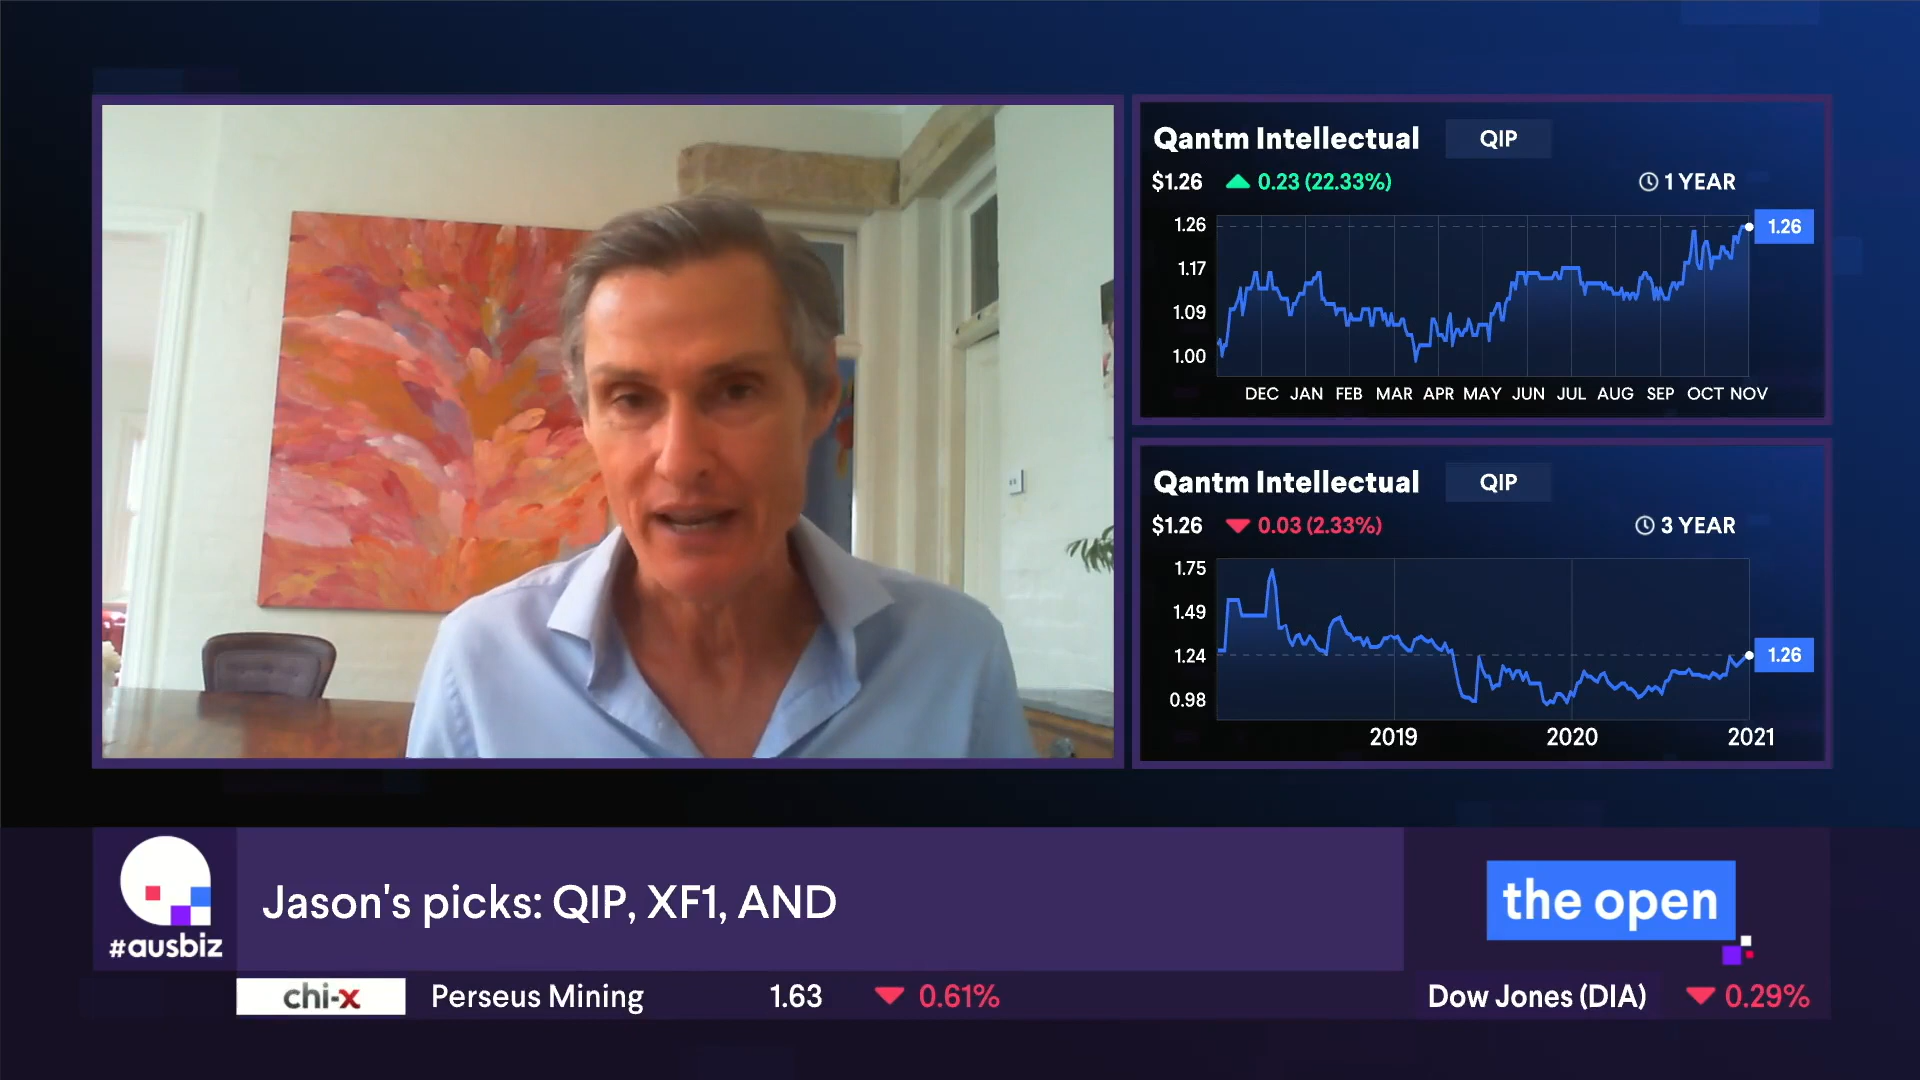 Qantm Intellectual QIP
$1.26 0.23 (22.33%) 1 YEAR
1.26
1.26
1.17
1.09
1.00
DEC JAN FEB MAR APR MAY JUN JUL AUG SEP OCT NOV
Qantm Intellectual QIP
$1.26 0.03 (2.33%) 3 YEAR
1.75
1.49
1.24
1.26
0.98
2019 2020 2021
#ausbiz
Jason's picks: QIP, XF1, AND
the open
chi-x Perseus Mining 1.63 0.61% Dow Jones (DIA) 0.29%